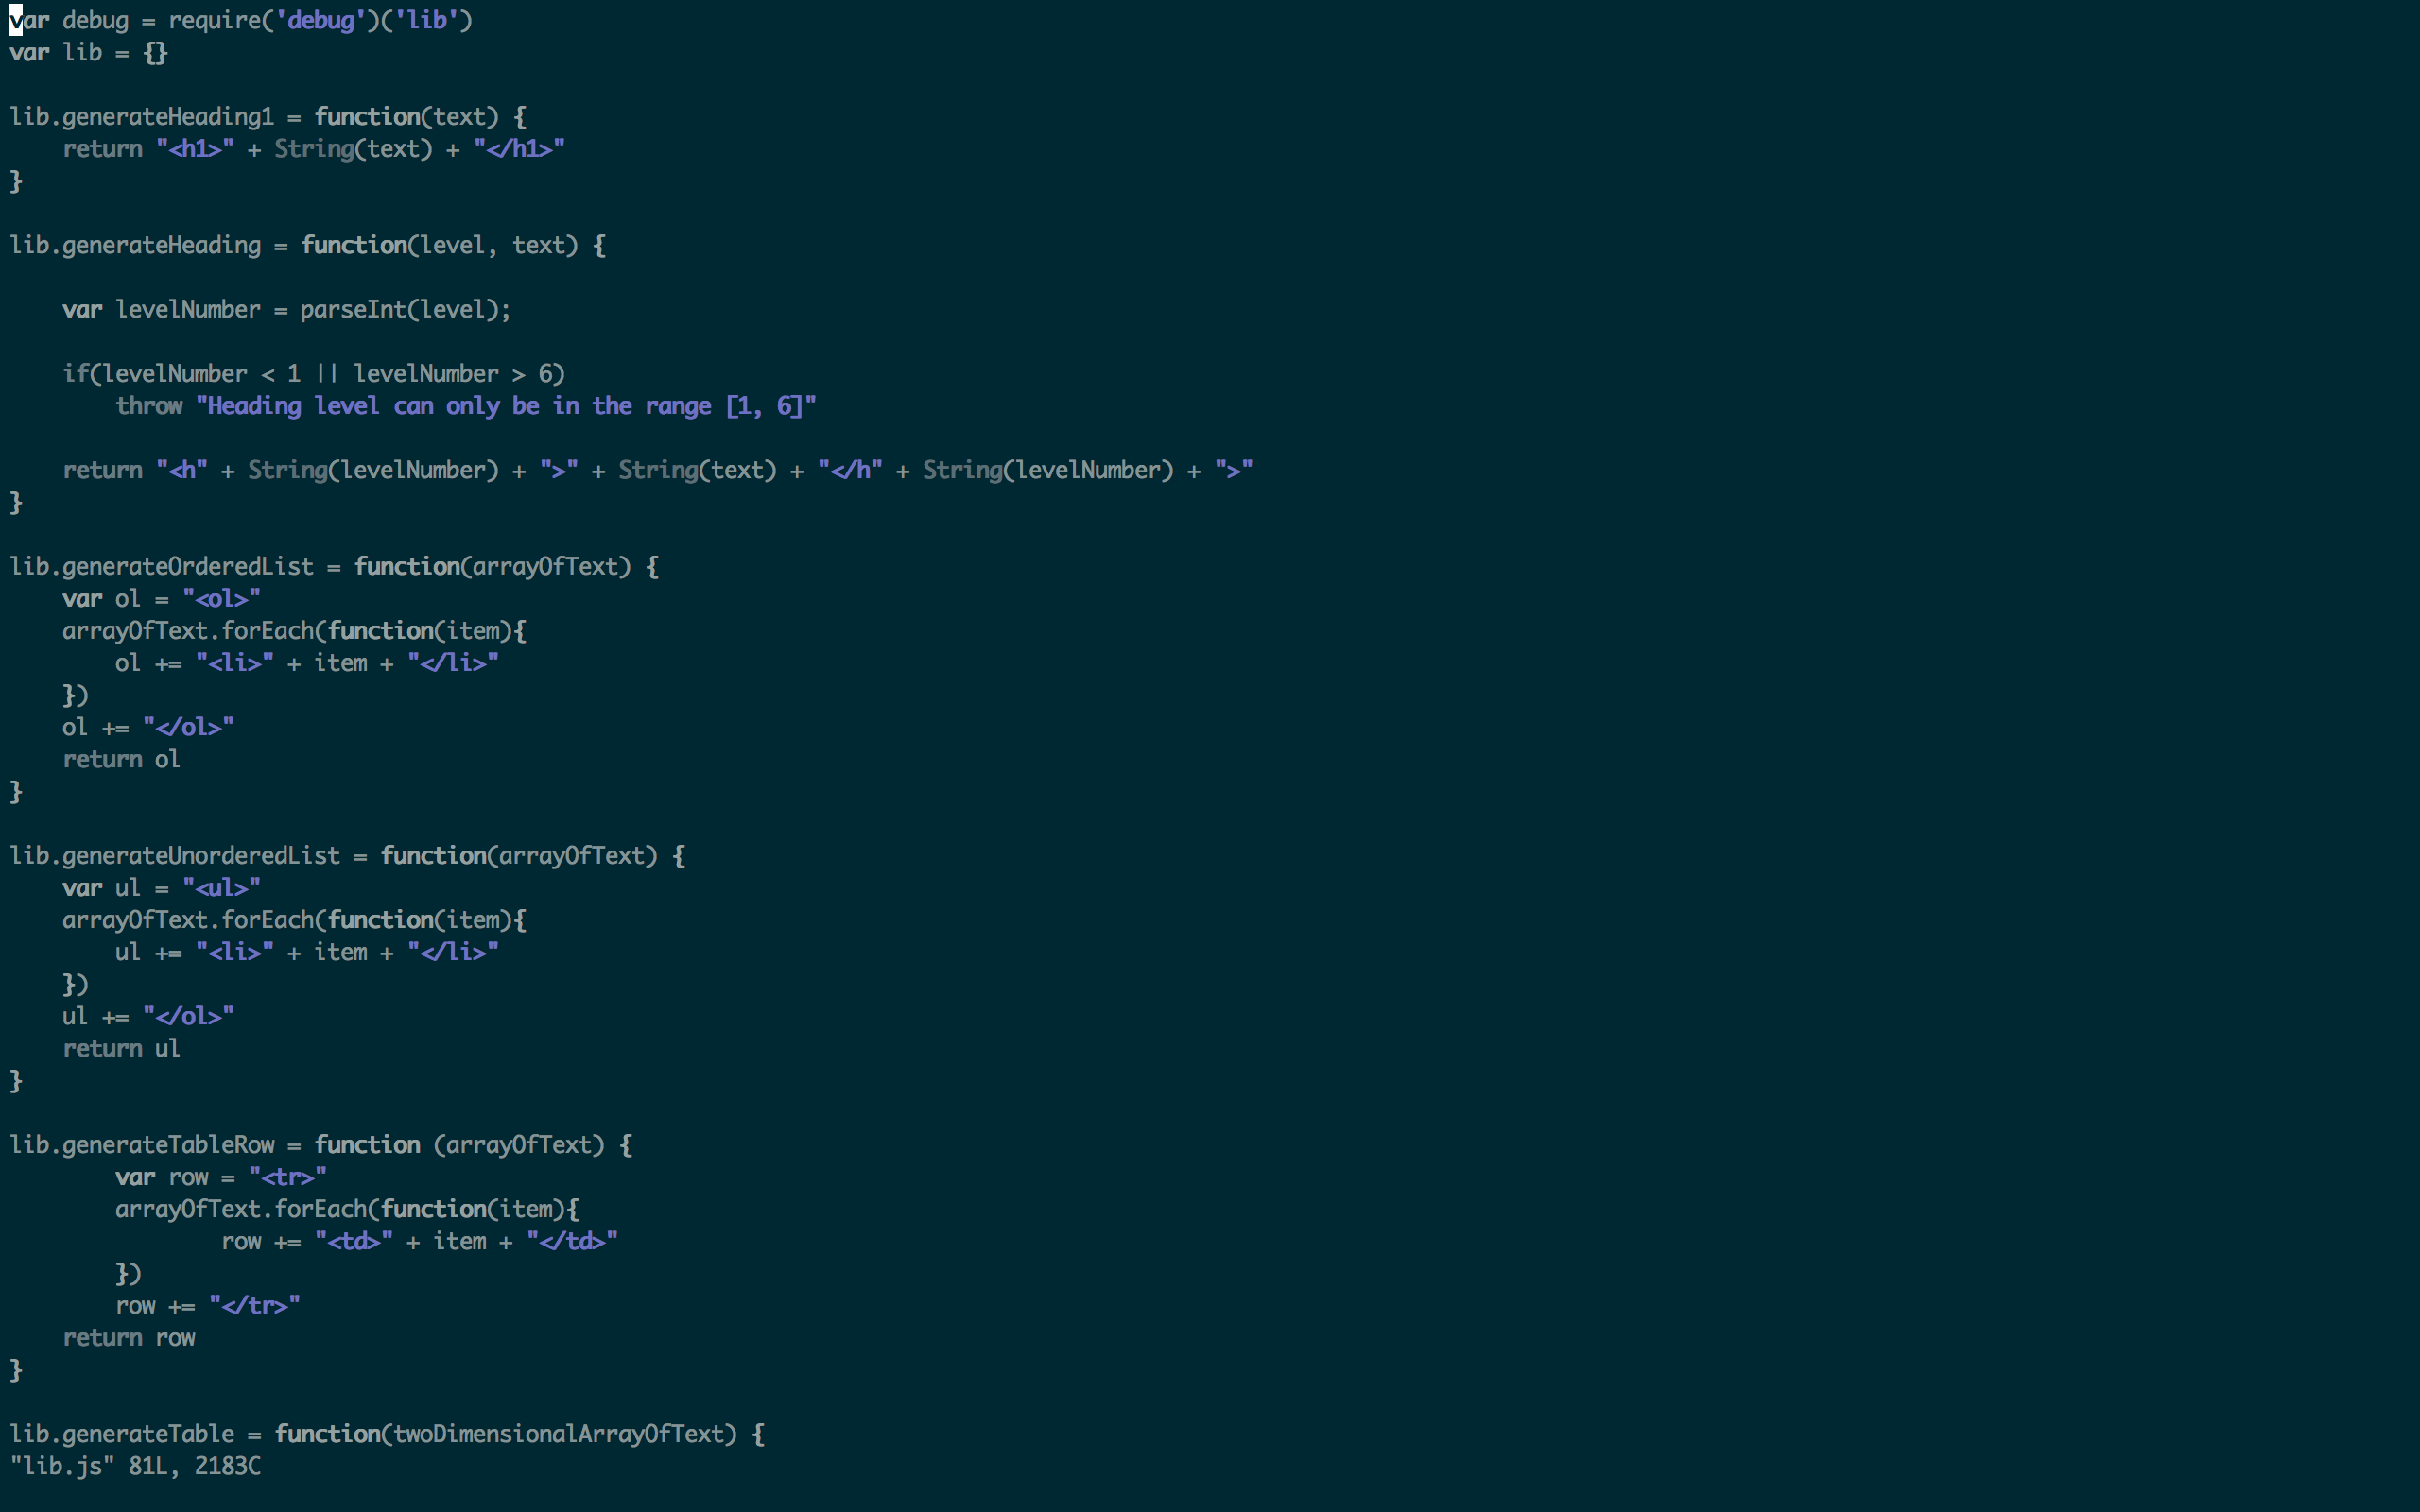 var debug = require('debug')('lib')
var lib = {}

lib.generateHeading1 = function(text) {
    return "<h1>" + String(text) + "</h1>"
}

lib.generateHeading = function(level, text) {

    var levelNumber = parseInt(level);

    if(levelNumber < 1 || levelNumber > 6)
        throw "Heading level can only be in the range [1, 6]"

    return "<h" + String(levelNumber) + ">" + String(text) + "</h" + String(levelNumber) + ">"
}

lib.generateOrderedList = function(arrayOfText) {
    var ol = "<ol>"
    arrayOfText.forEach(function(item){
        ol += "<li>" + item + "</li>"
    })
    ol += "</ol>"
    return ol
}

lib.generateUnorderedList = function(arrayOfText) {
    var ul = "<ul>"
    arrayOfText.forEach(function(item){
        ul += "<li>" + item + "</li>"
    })
    ul += "</ol>"
    return ul
}

lib.generateTableRow = function (arrayOfText) {
        var row = "<tr>"
        arrayOfText.forEach(function(item){
                row += "<td>" + item + "</td>"
        })
        row += "</tr>"
    return row
}

lib.generateTable = function(twoDimensionalArrayOfText) {
"lib.js" 81L, 2183C